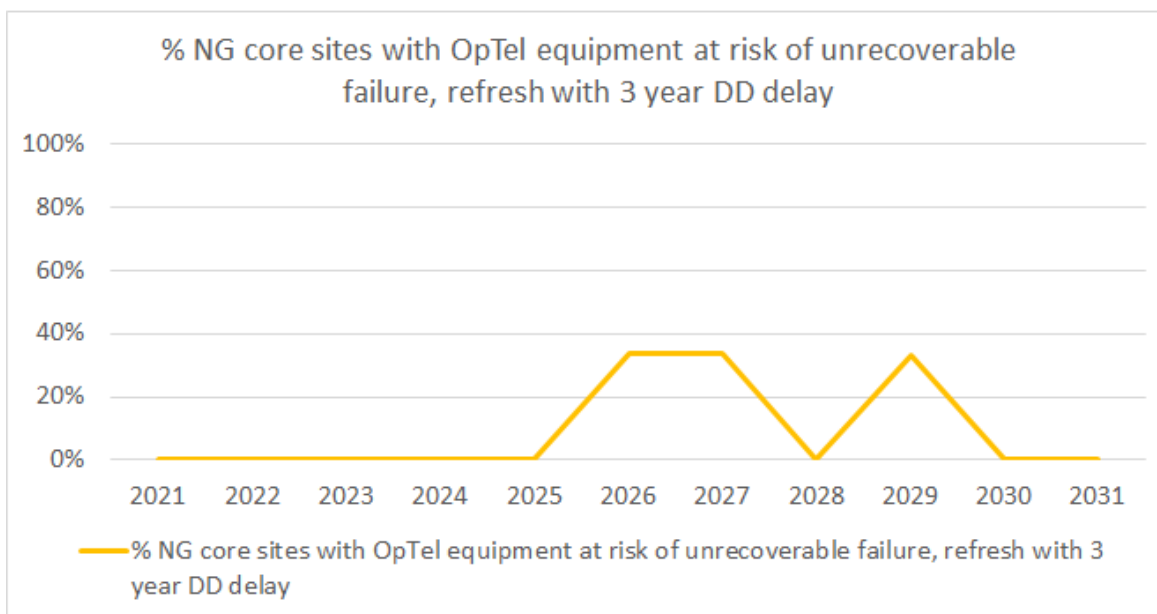 % NG core sites with OpTel equipment at risk of unrecoverable
failure, refresh with 3 year DD delay
100%
80%
60%
40%
20%
0%
2021 2022 2023 2024 2025 2026 2027 2028 2029 2030 2031
% NG core sites with OpTel equipment at risk of unrecoverable failure, refresh with 3
year DD delay